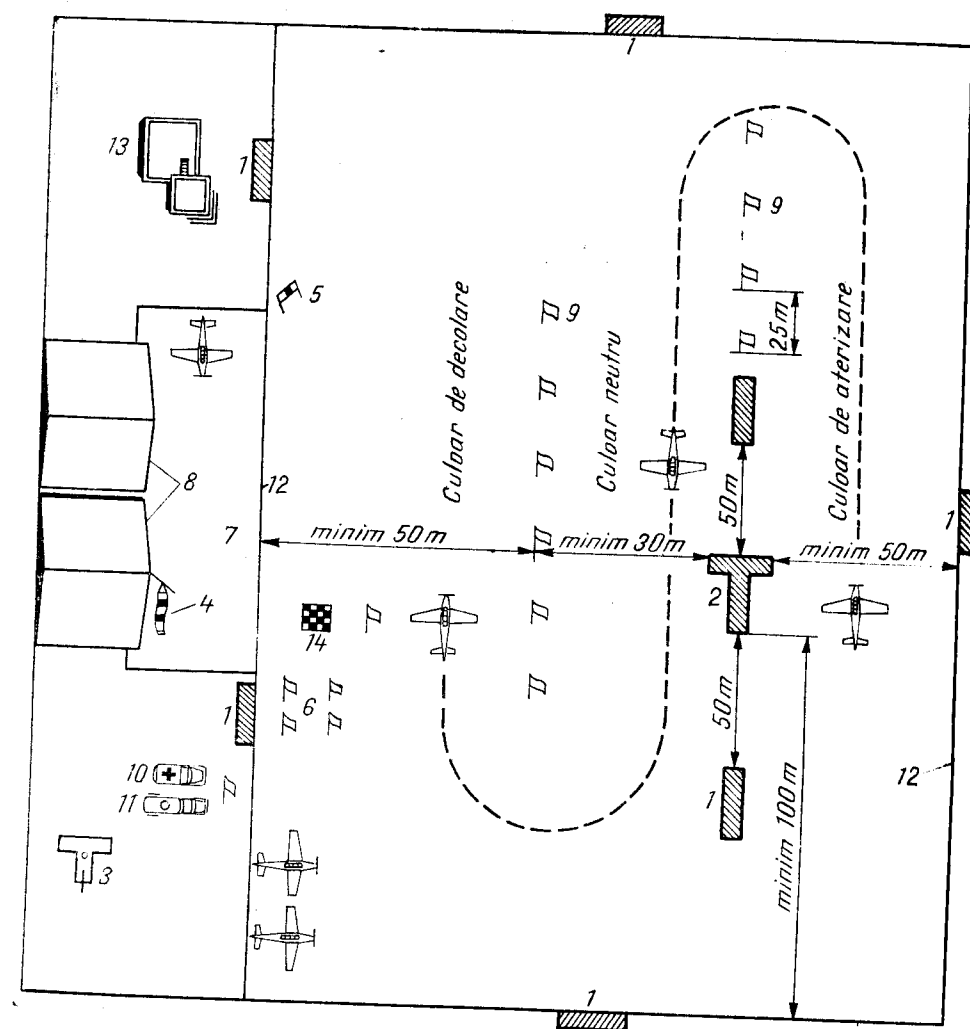 1
13
1
9
5
9
25m
Culoar de decolare
Culoar neutru
Culoar de aterizare
8
12
50m
1
7
minim 50m
minim 30m
minim 50m
4
2
14
6
1
50m
10
12
11
1
minim 100m
3
1